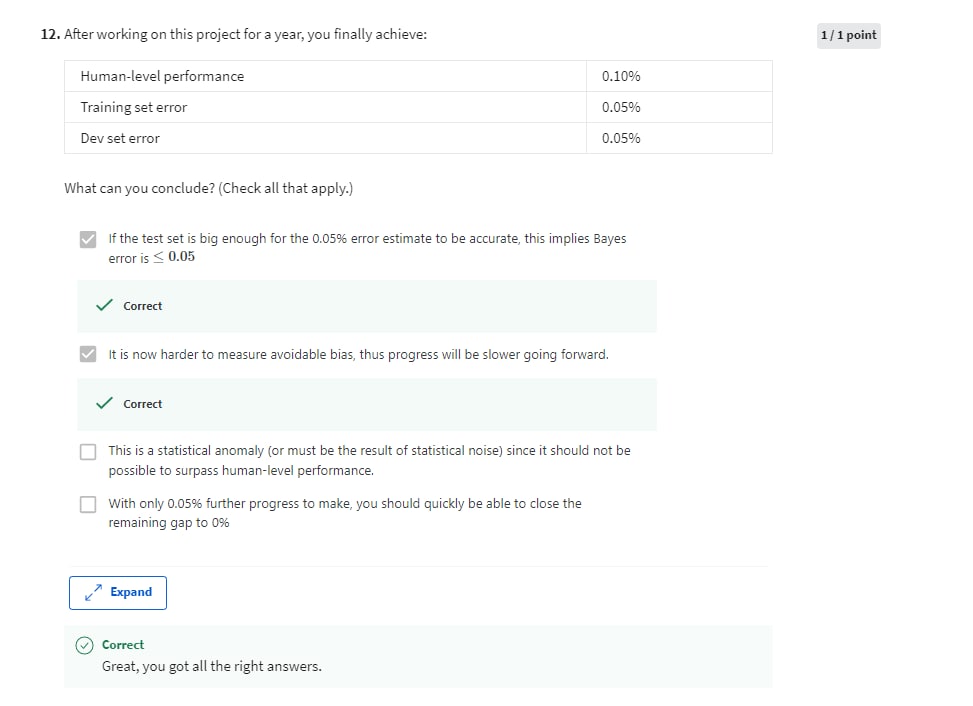 12. After working on this project for a year, you finally achieve:
1 / 1 point
Human-level performance 0.10%
Training set error 0.05%
Dev set error 0.05%
What can you conclude? (Check all that apply.)
If the test set is big enough for the 0.05% error estimate to be accurate, this implies Bayes
error is ≤ 0.05
Correct
It is now harder to measure avoidable bias, thus progress will be slower going forward.
Correct
This is a statistical anomaly (or must be the result of statistical noise) since it should not be
possible to surpass human-level performance.
With only 0.05% further progress to make, you should quickly be able to close the
remaining gap to 0%
Expand
Correct
Great, you got all the right answers.